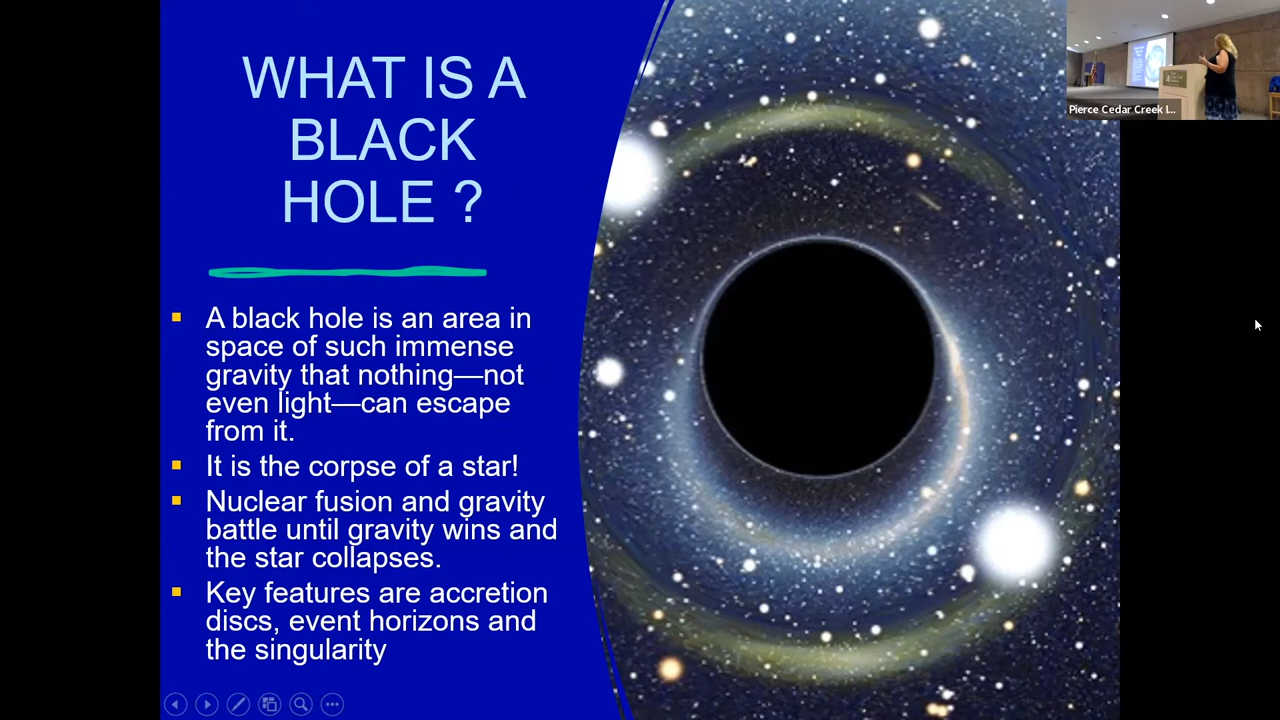 WHAT IS A
BLACK
HOLE ?
A black hole is an area in
space of such immense
gravity that nothing—not
even light—can escape
from it.
It is the corpse of a star!
Nuclear fusion and gravity
battle until gravity wins and
the star collapses.
Key features are accretion
discs, event horizons and
the singularity
Pierce Cedar Creek I...